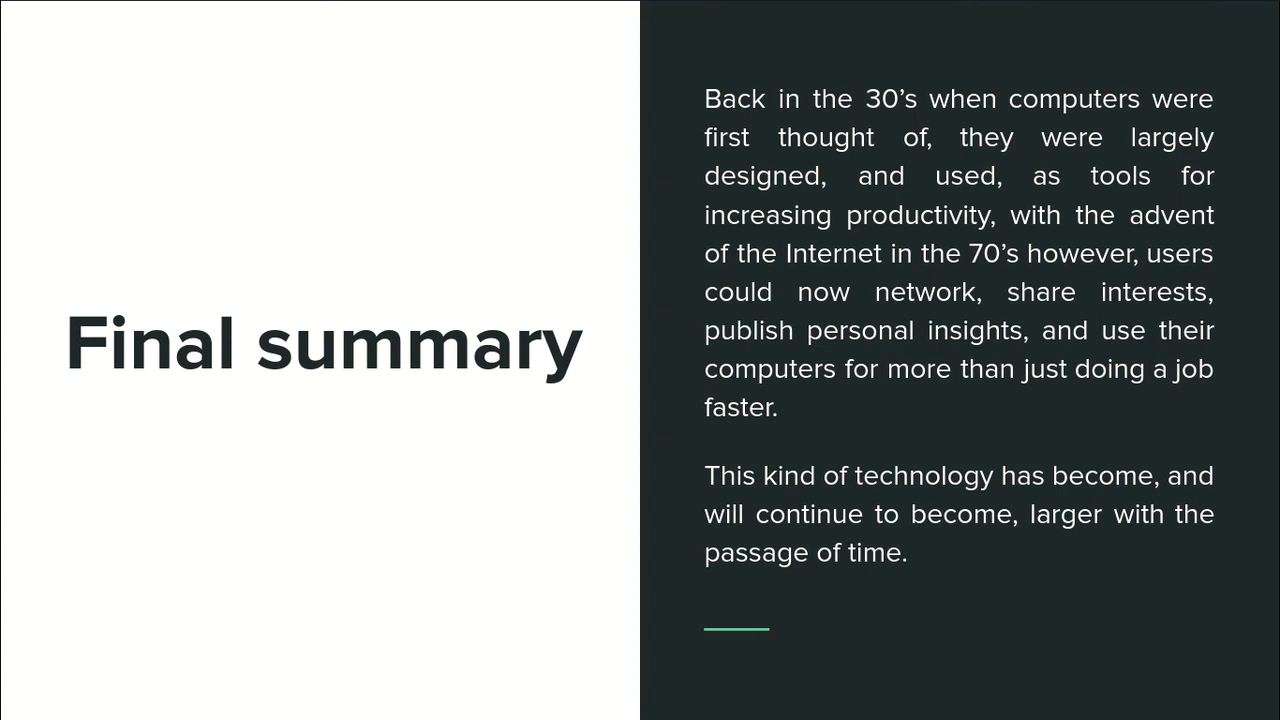 Final summary
Back in the 30’s when computers were
first thought of, they were largely
designed, and used, as tools for
increasing productivity, with the advent
of the Internet in the 70’s however, users
could now network, share interests,
publish personal insights, and use their
computers for more than just doing a job
faster.
This kind of technology has become, and
will continue to become, larger with the
passage of time.